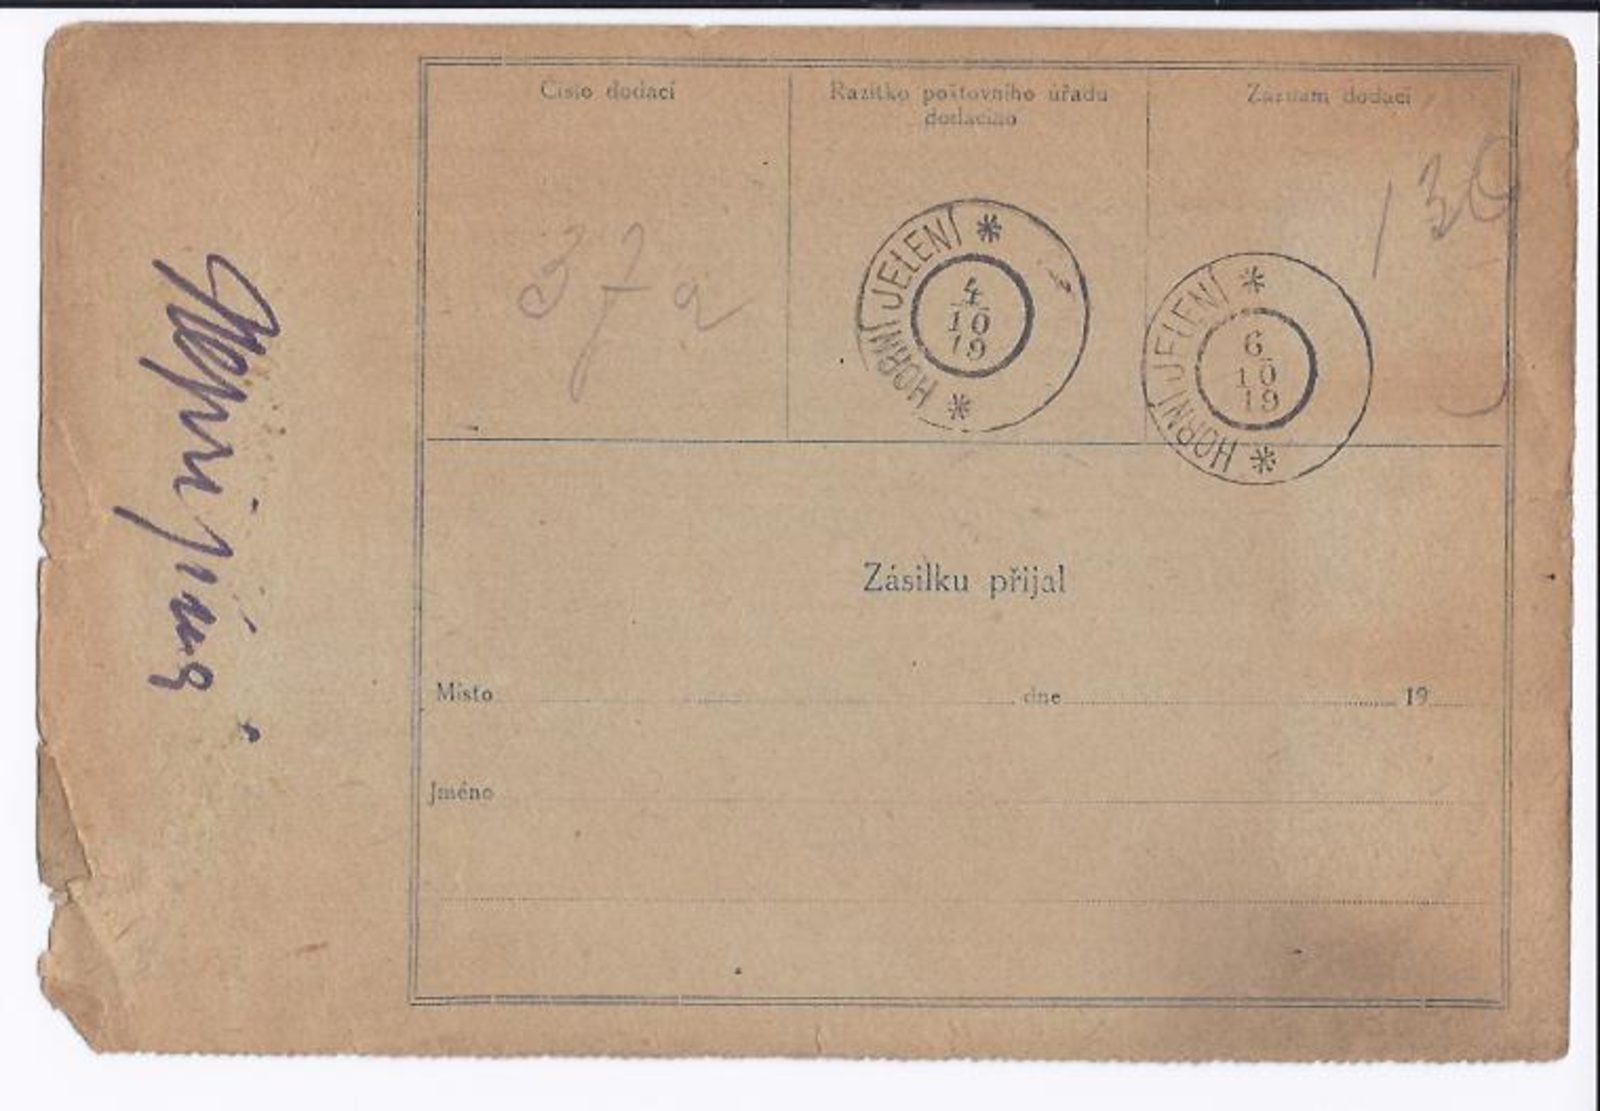 Číslo dodací
Razítko poštovního úřadu
dodacího
Záznam dodací
37a
130
HORNÍ JELENÍ
4
10
19
HORNÍ JELENÍ
6
10
19
Zásilku přijal
Místo dne 19
Jméno